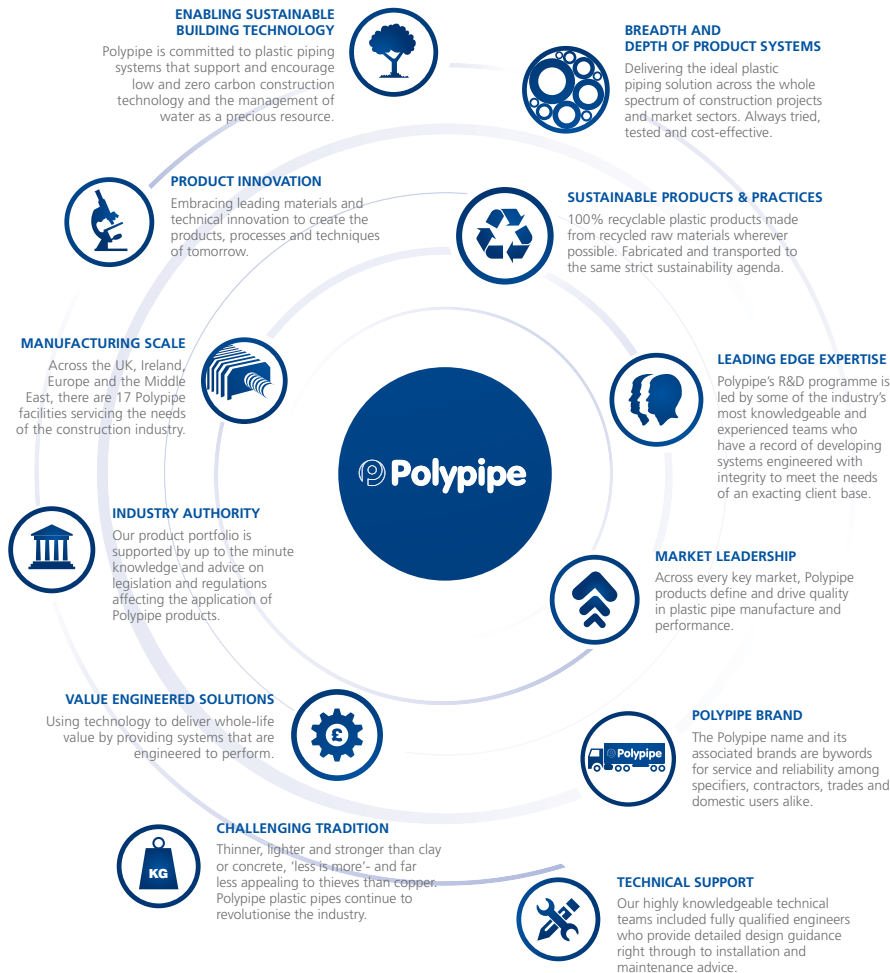 ENABLING SUSTAINABLE
BUILDING TECHNOLOGY
Polypipe is committed to plastic piping
systems that support and encourage
low and zero carbon construction
technology and the management of
water as a precious resource.
BREADTH AND
DEPTH OF PRODUCT SYSTEMS
Delivering the ideal plastic
piping solution across the whole
spectrum of construction projects
and market sectors. Always tried,
tested and cost-effective.
PRODUCT INNOVATION
Embracing leading materials and
technical innovation to create the
products, processes and techniques
of tomorrow.
SUSTAINABLE PRODUCTS & PRACTICES
100% recyclable plastic products made
from recycled raw materials wherever
possible. Fabricated and transported to
the same strict sustainability agenda.
MANUFACTURING SCALE
Across the UK, Ireland,
Europe and the Middle
East, there are 17 Polypipe
facilities servicing the needs
of the construction industry.
LEADING EDGE EXPERTISE
Polypipe's R&D programme is
led by some of the industry's
most knowledgeable and
experienced teams who
have a record of developing
systems engineered with
integrity to meet the needs
of an exacting client base.
Polypipe
INDUSTRY AUTHORITY
Our product portfolio is
supported by up to the minute
knowledge and advice on
legislation and regulations
affecting the application of
Polypipe products.
MARKET LEADERSHIP
Across every key market, Polypipe
products define and drive quality
in plastic pipe manufacture and
performance.
VALUE ENGINEERED SOLUTIONS
Using technology to deliver whole-life
value by providing systems that are
engineered to perform.
£
POLYPIPE BRAND
The Polypipe name and its
associated brands are bywords
for service and reliability among
specifiers, contractors, trades and
domestic users alike.
Polypipe
CHALLENGING TRADITION
Thinner, lighter and stronger than clay
or concrete, 'less is more'- and far
less appealing to thieves than copper.
Polypipe plastic pipes continue to
revolutionise the industry.
KG
TECHNICAL SUPPORT
Our highly knowledgeable technical
teams included fully qualified engineers
who provide detailed design guidance
right through to installation and
maintenance advice.